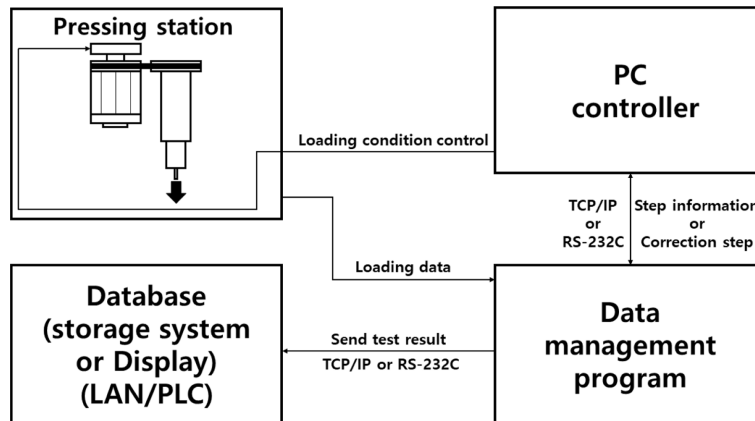 Pressing station
PC
controller
Loading condition control
TCP/IP
or
RS-232C
Step information
or
Correction step
Loading data
Database
(storage system
or Display)
(LAN/PLC)
Send test result
TCP/IP or RS-232C
Data
management
program